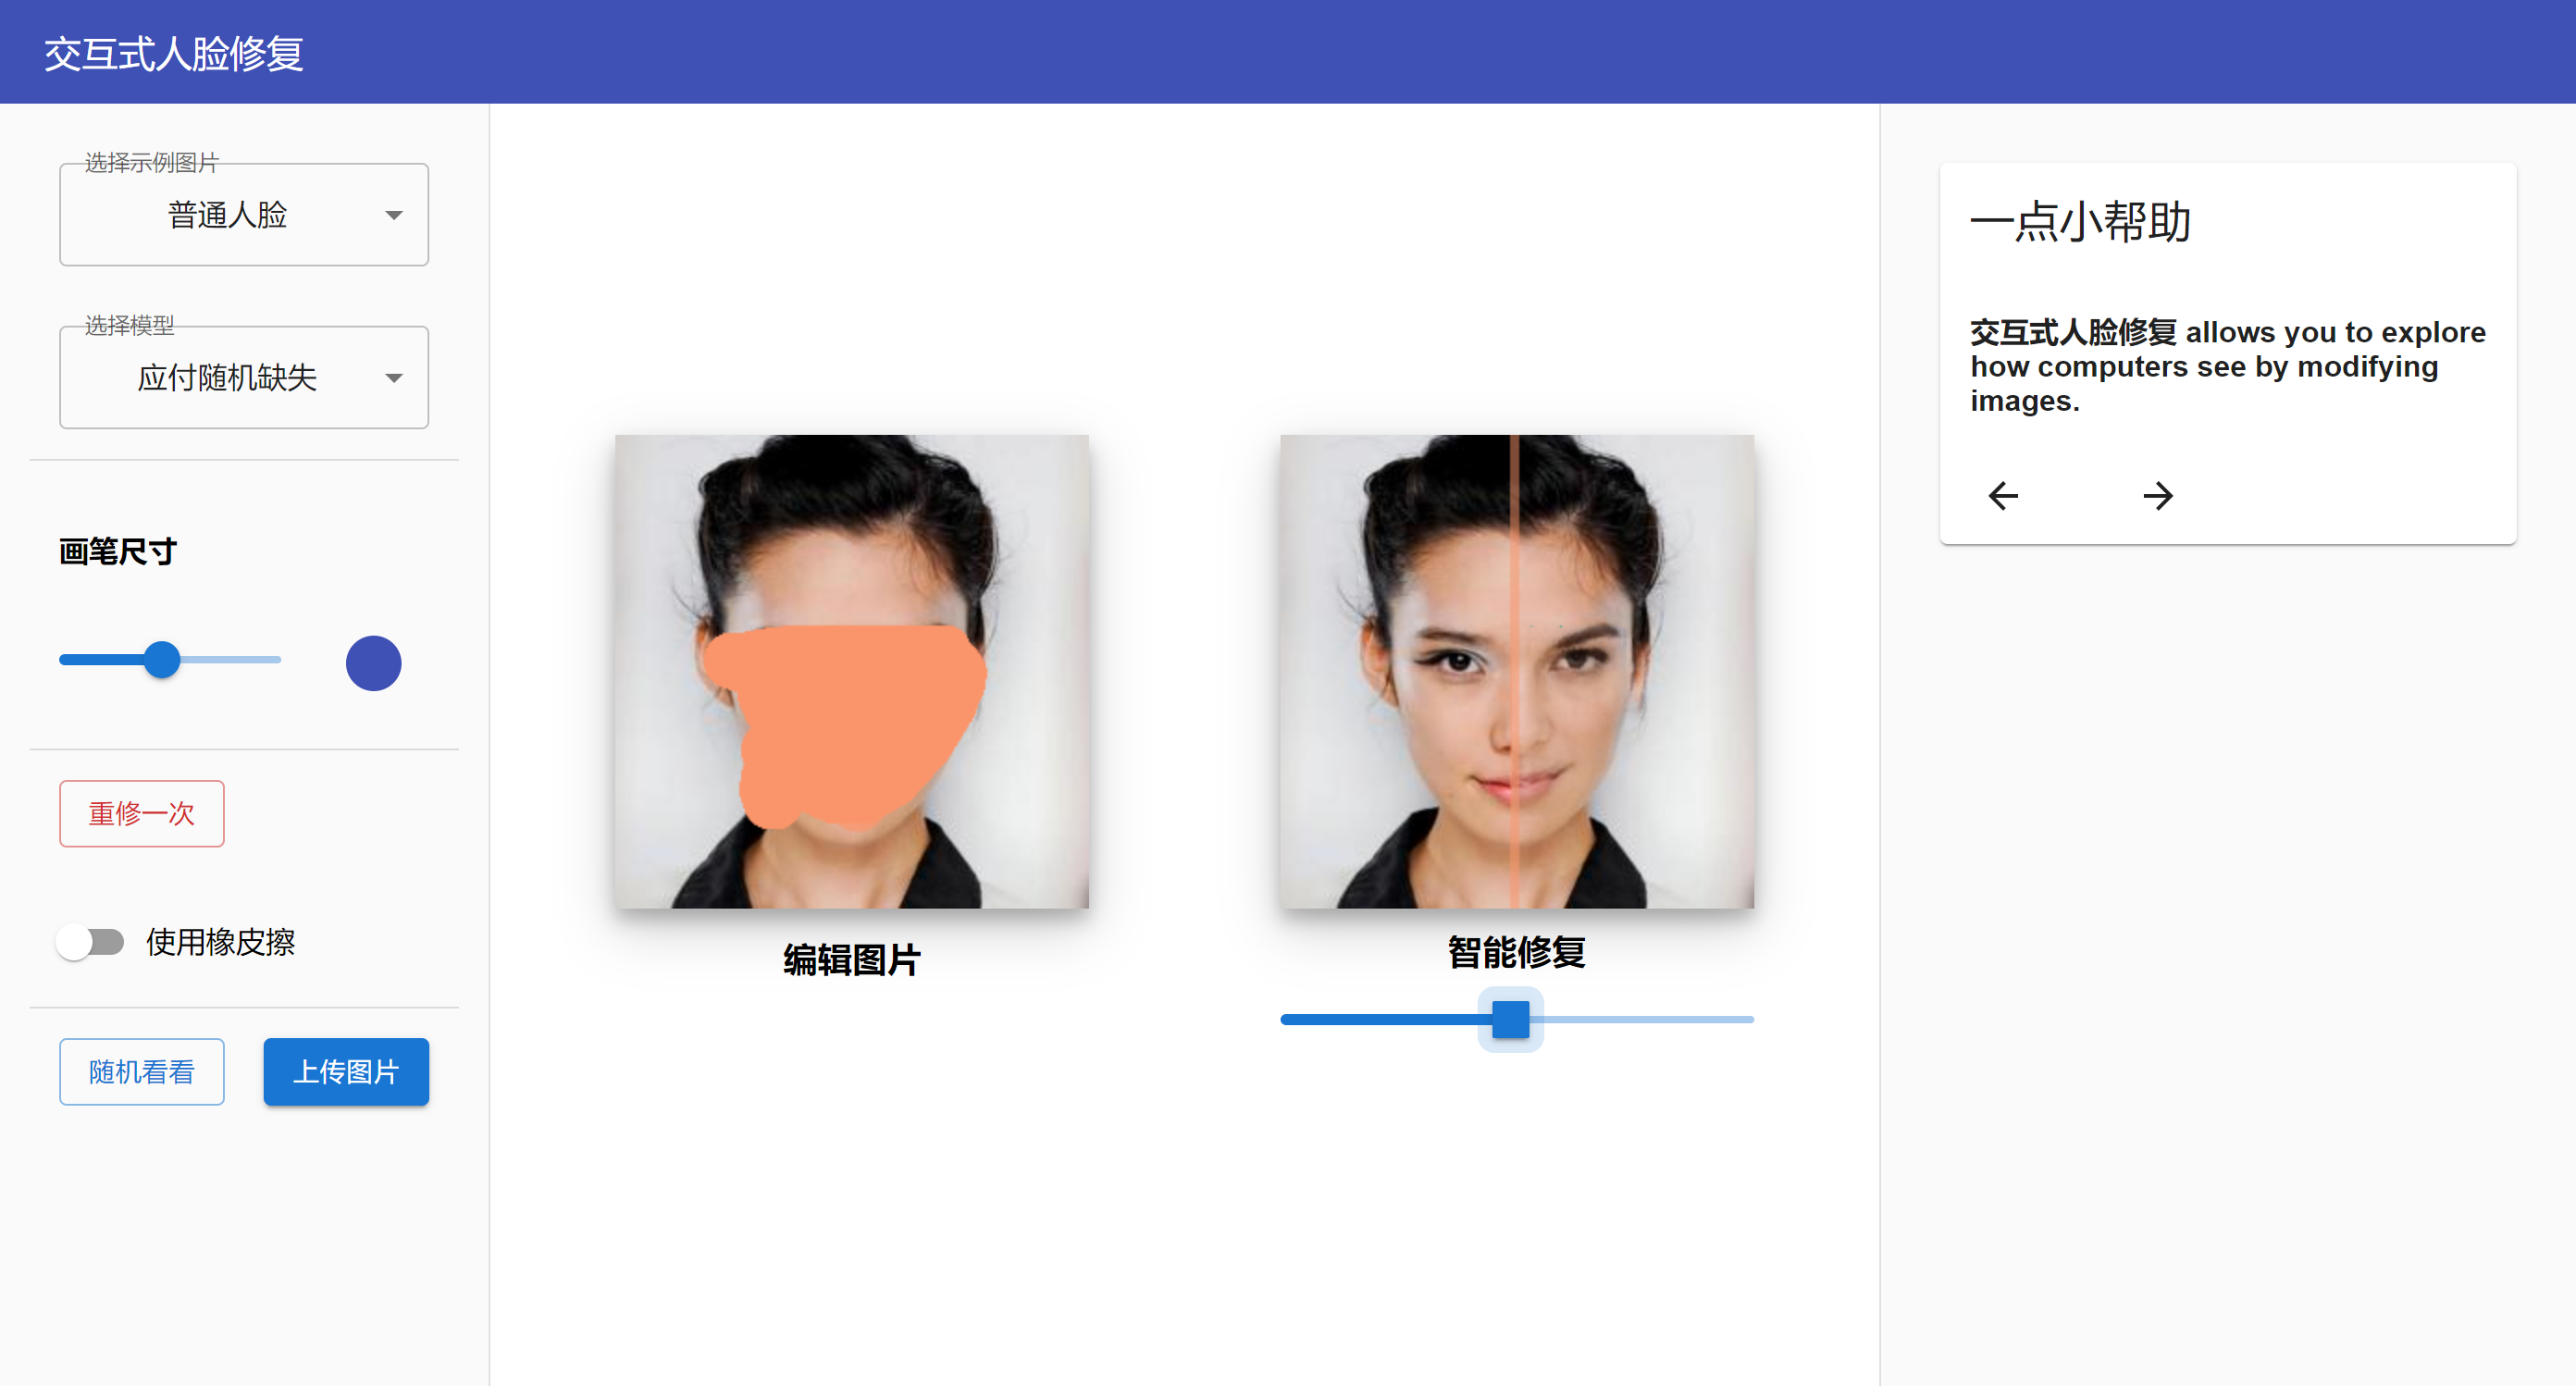 交互式人脸修复
选择示例图片
普通人脸
选择模型
应付随机缺失
画笔尺寸
重修一次
使用橡皮擦
随机看看
上传图片
编辑图片
智能修复
一点小帮助
交互式人脸修复 allows you to explore
how computers see by modifying
images.